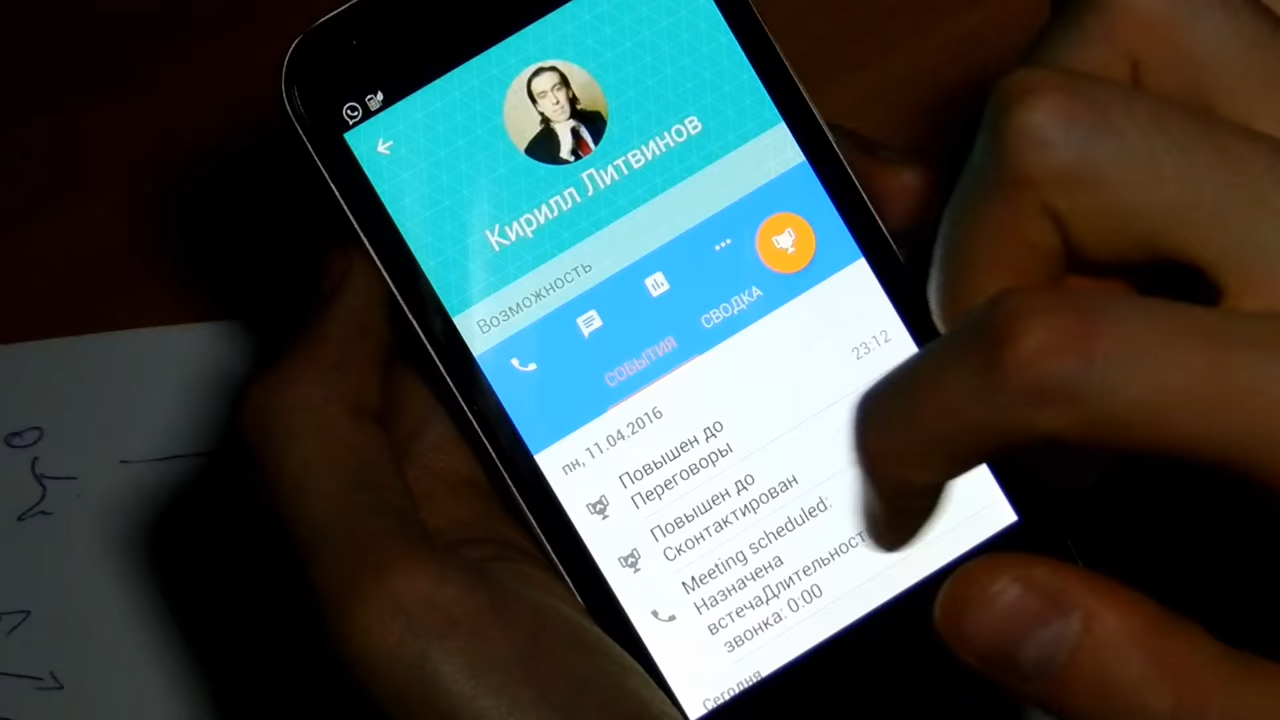 Кирилл Литвинов
Возможность
СОБЫТИЯ
СВОДКА
пн, 11.04.2016
23:12
Повышен до
Переговоры
Повышен до
Сконтактирован
Meeting scheduled:
Назначена
встечаДлительност
звонка: 0:00
Сегодня